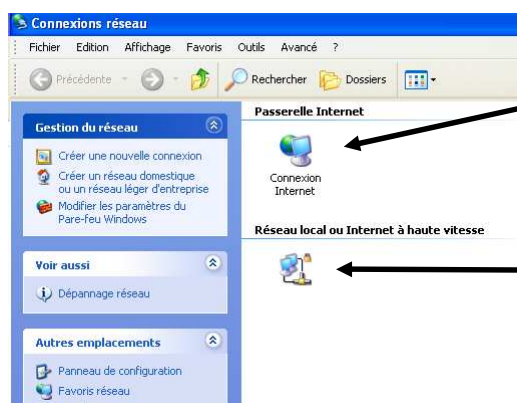 Connexions réseau
Fichier Edition Affichage Favoris Outils Avancé ?
Précédente Rechercher Dossiers
Gestion du réseau
Créer une nouvelle connexion
Créer un réseau domestique
ou un réseau léger d'entreprise
Modifier les paramètres du
Pare-feu Windows
Voir aussi
Dépannage réseau
Autres emplacements
Panneau de configuration
Favoris réseau
Passerelle Internet
Connexion
Internet
Réseau local ou Internet à haute vitesse